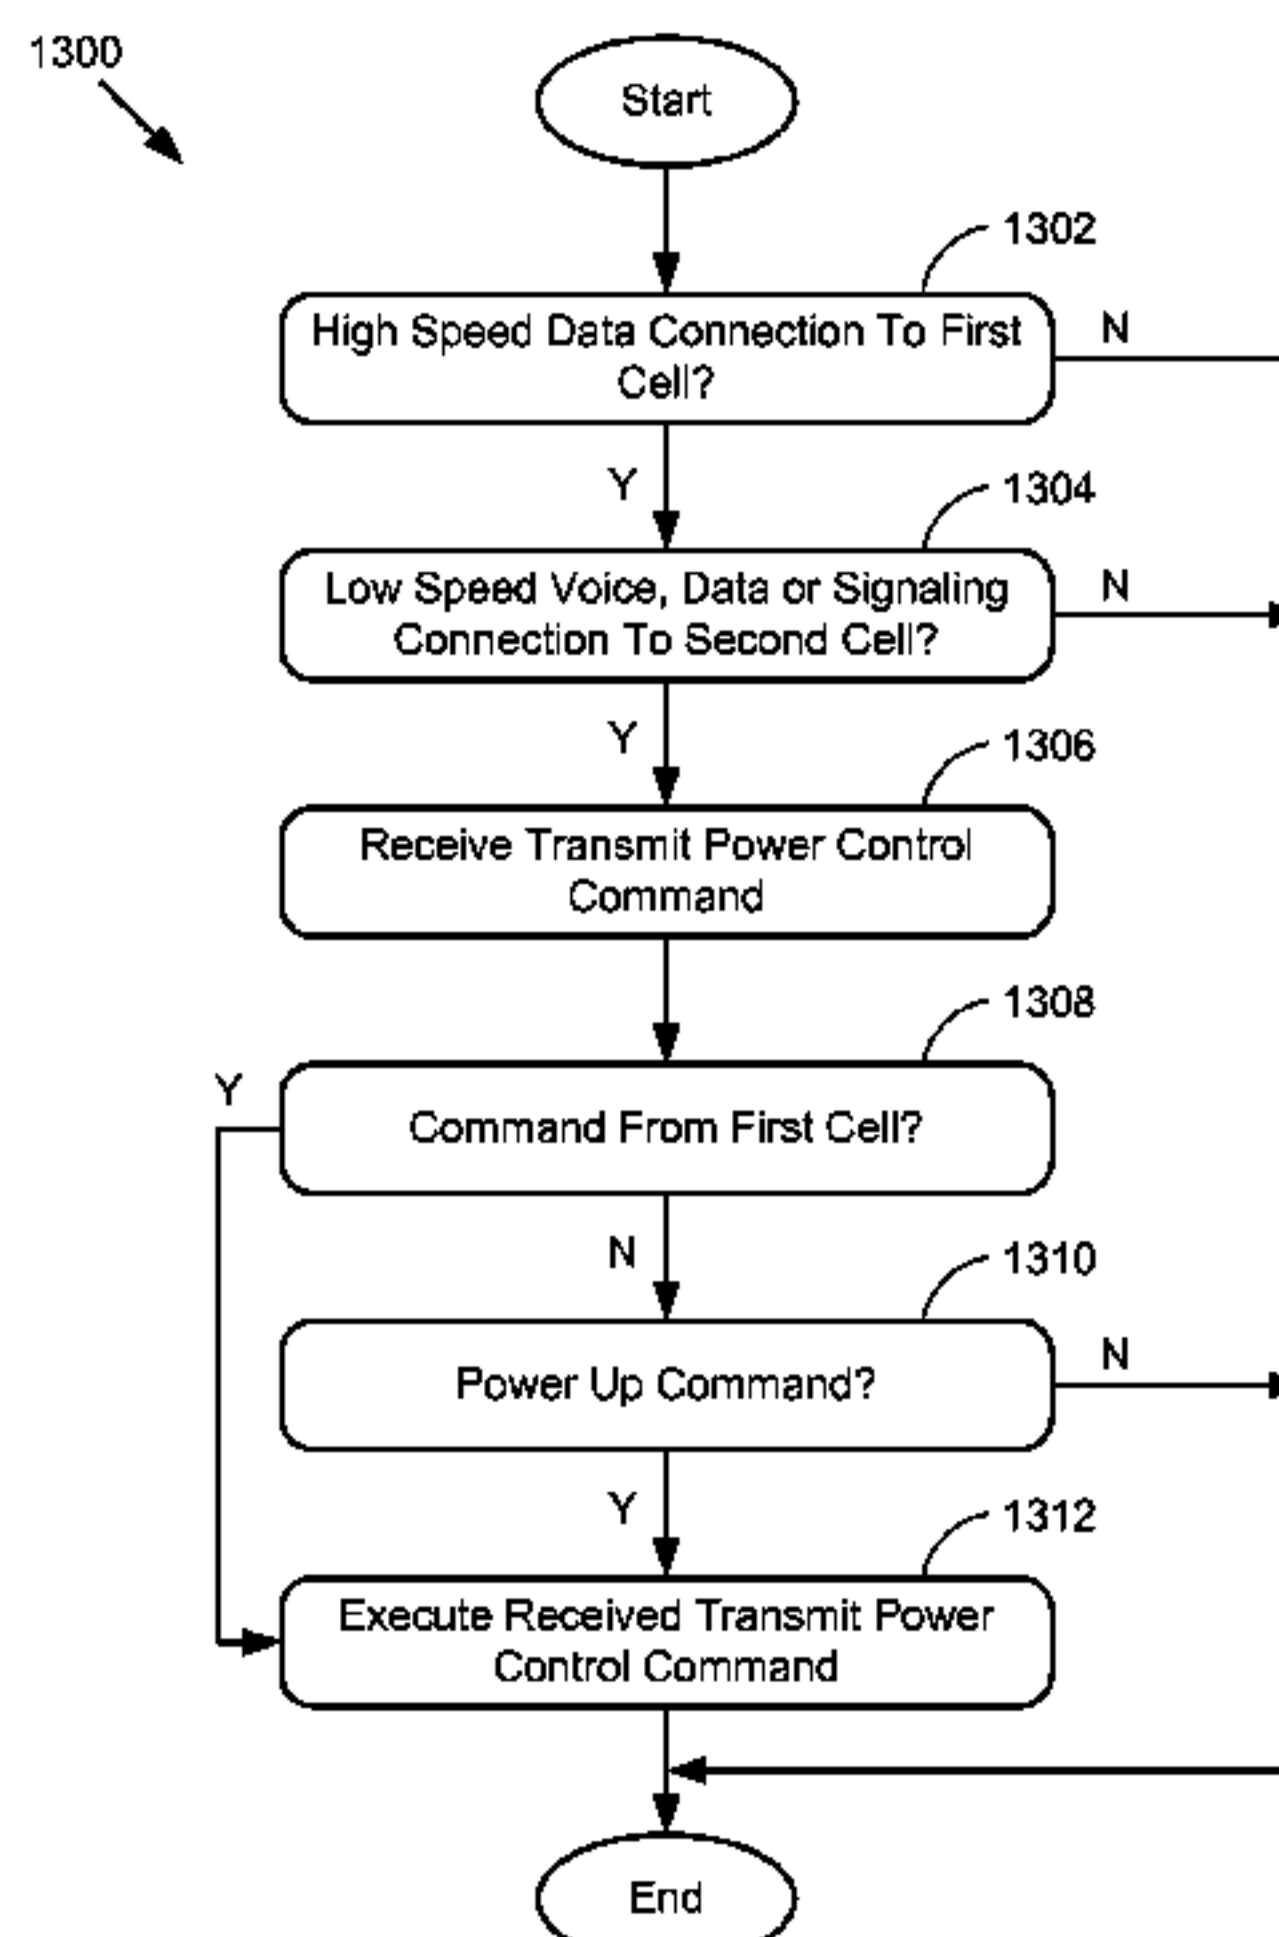 1300
Start
1302
High Speed Data Connection To First
Cell?
N
Y
1304
Low Speed Voice, Data or Signaling
Connection To Second Cell?
N
Y
1306
Receive Transmit Power Control
Command
1308
Y
Command From First Cell?
N
1310
Power Up Command?
N
Y
1312
Execute Received Transmit Power
Control Command
End